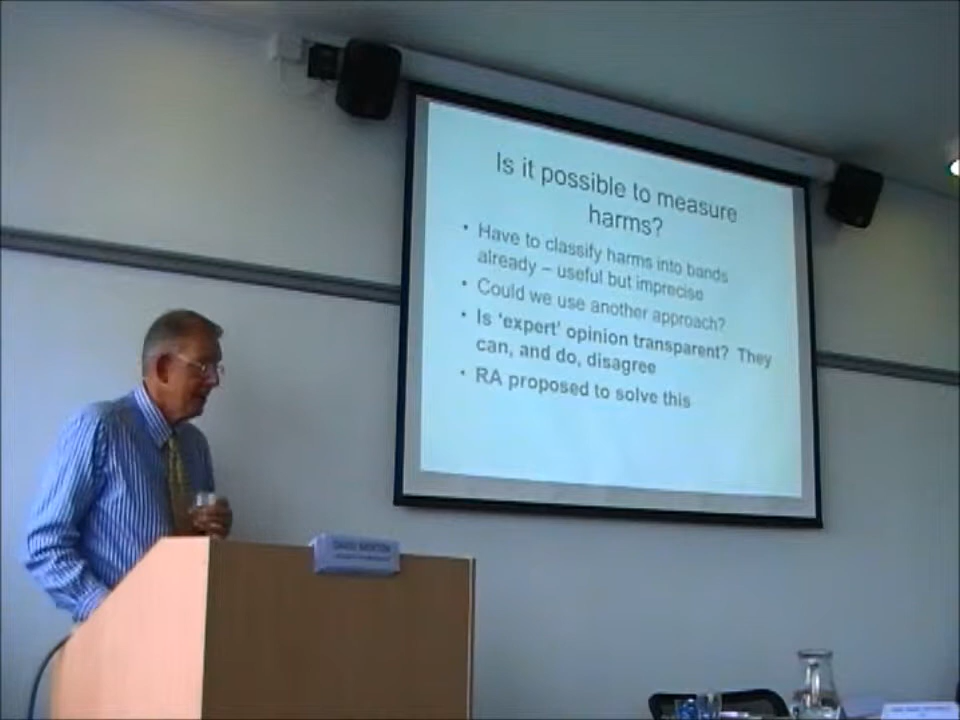 Is it possible to measure
harms?
• Have to classify harms into bands
already – useful but imprecise
• Could we use another approach?
• Is ‘expert’ opinion transparent? They
can, and do, disagree
• RA proposed to solve this